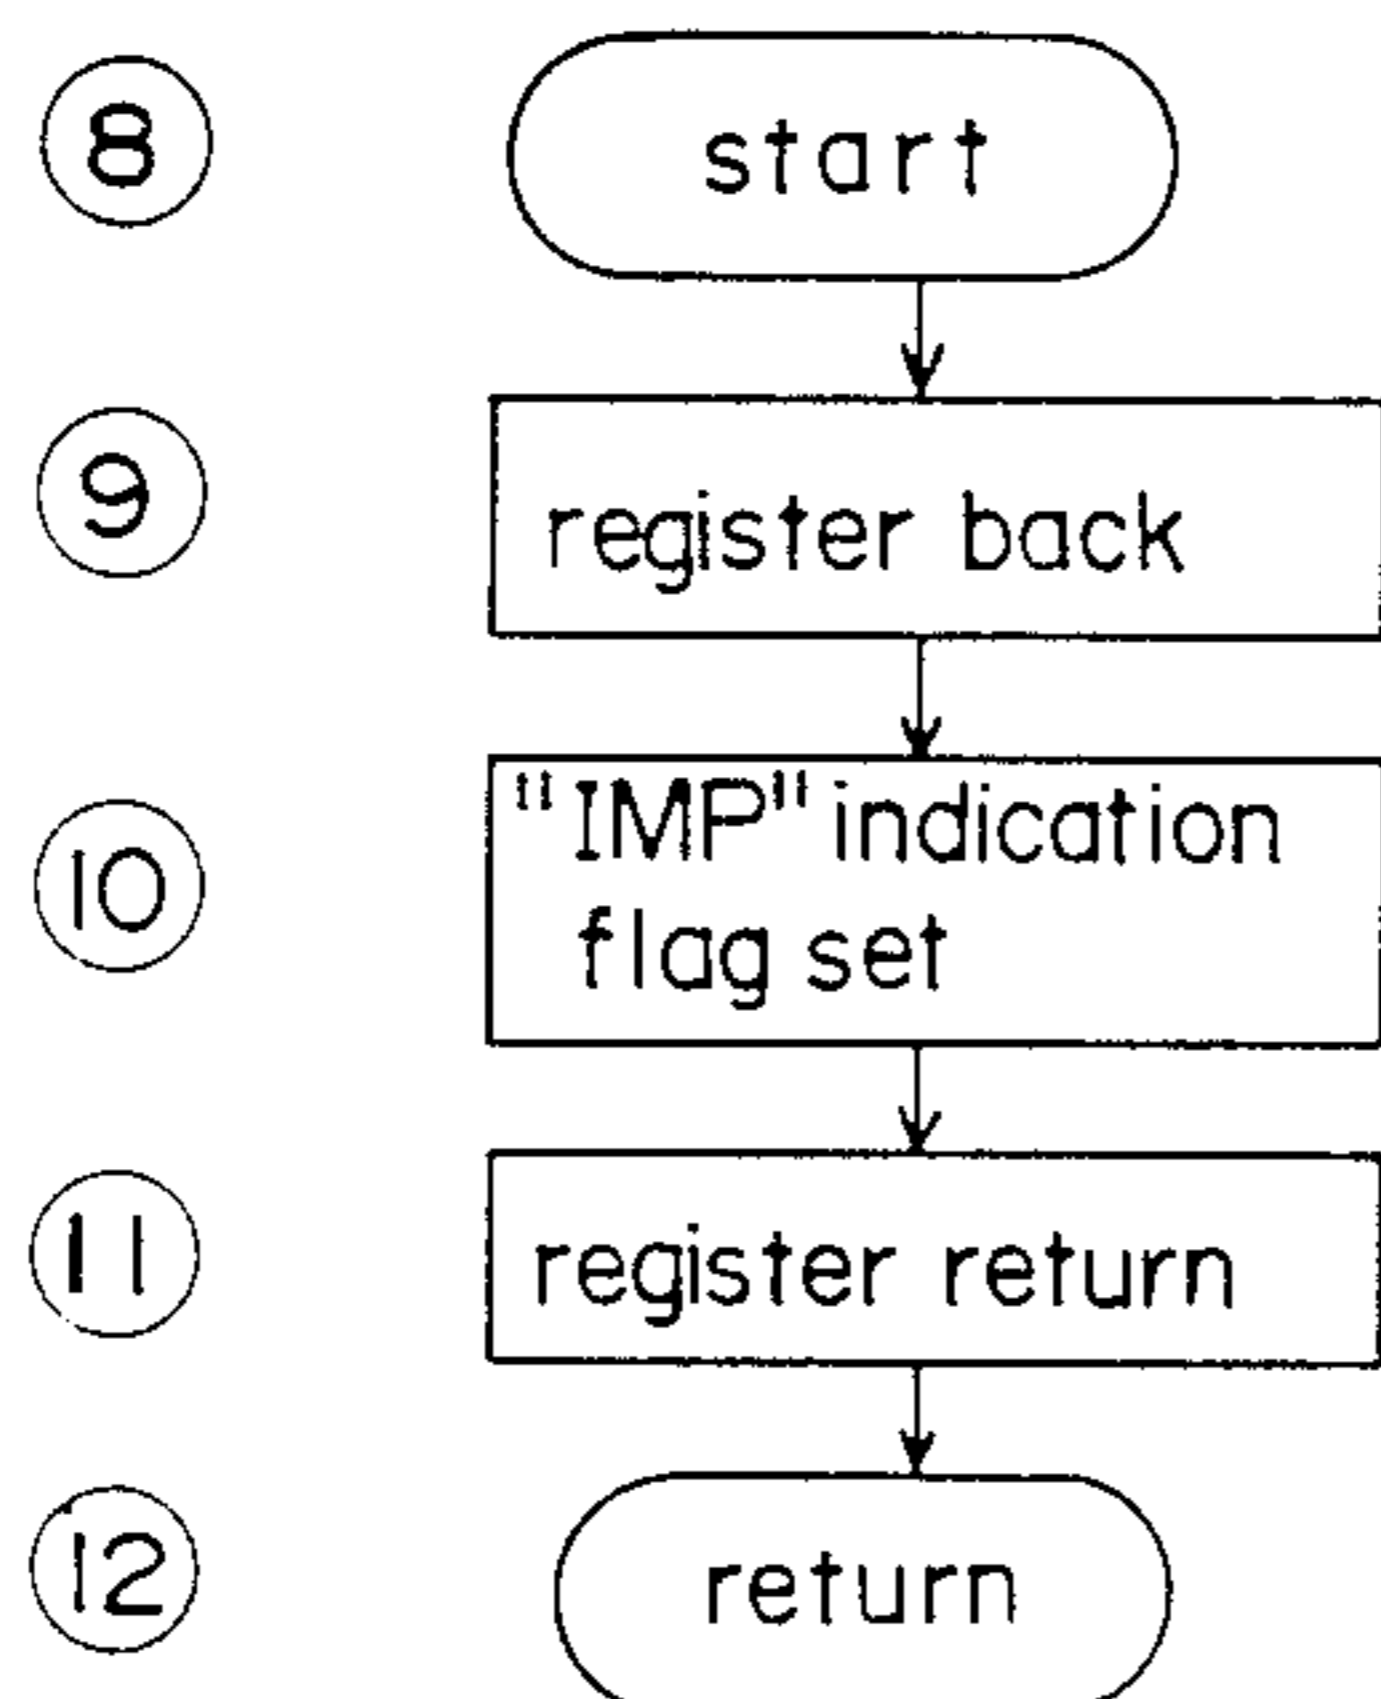 8
start
9
register back
10
"IMP" indication
flag set
11
register return
12
return